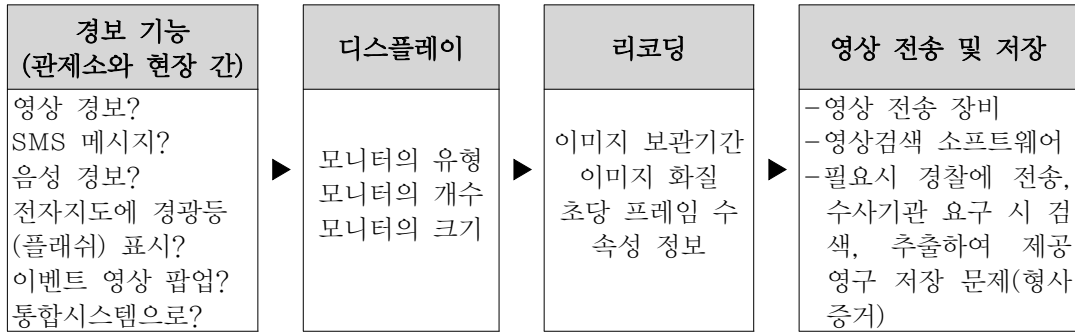 경보 기능
(관제소와 현장 간)
영상 경보?
SMS 메시지?
음성 경보?
전자지도에 경광등
(플래쉬) 표시?
이벤트 영상 팝업?
통합시스템으로?
▶
디스플레이
모니터의 유형
모니터의 개수
모니터의 크기
▶
리코딩
이미지 보관기간
이미지 화질
초당 프레임 수
속성 정보
▶
영상 전송 및 저장
-영상 전송 장비
-영상검색 소프트웨어
-필요시 경찰에 전송,
수사기관 요구 시 검
색, 추출하여 제공
영구 저장 문제(형사
증거)